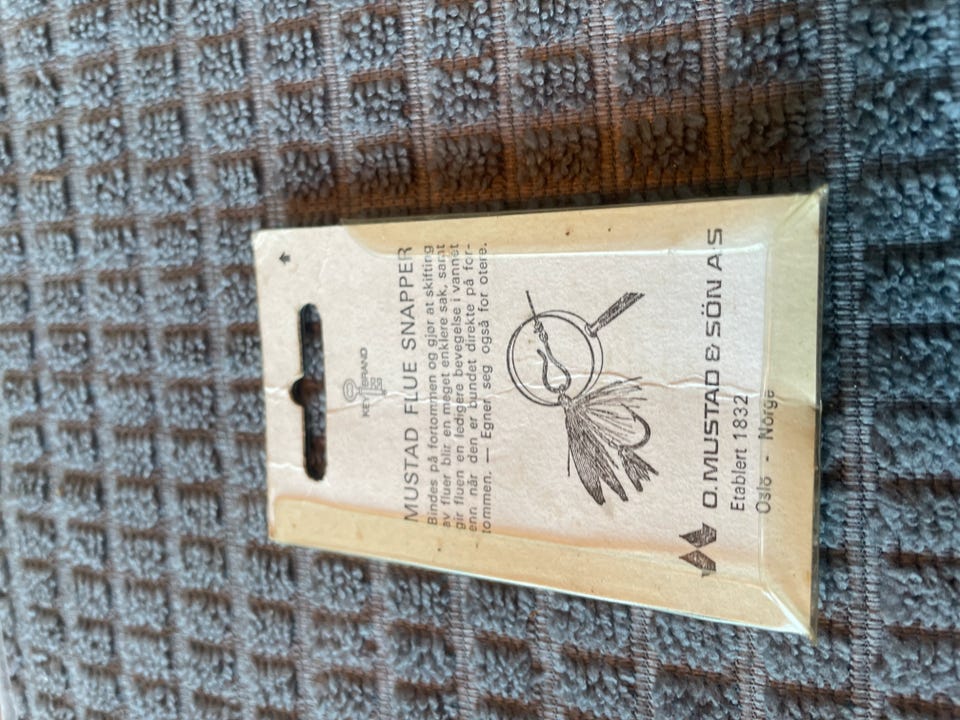 KEY BRAND
MUSTAD FLUE SNAPPER
Bindes på fortommen og gjør at skifting
av fluer blir en meget enklere sak, samt
gir fluen en ledigere bevegelse i vannet
enn når den er bundet direkte på for-
tommen. — Egner seg også for otere.
O. MUSTAD & SÖN A/S
Etablert 1832
Oslo - Norge